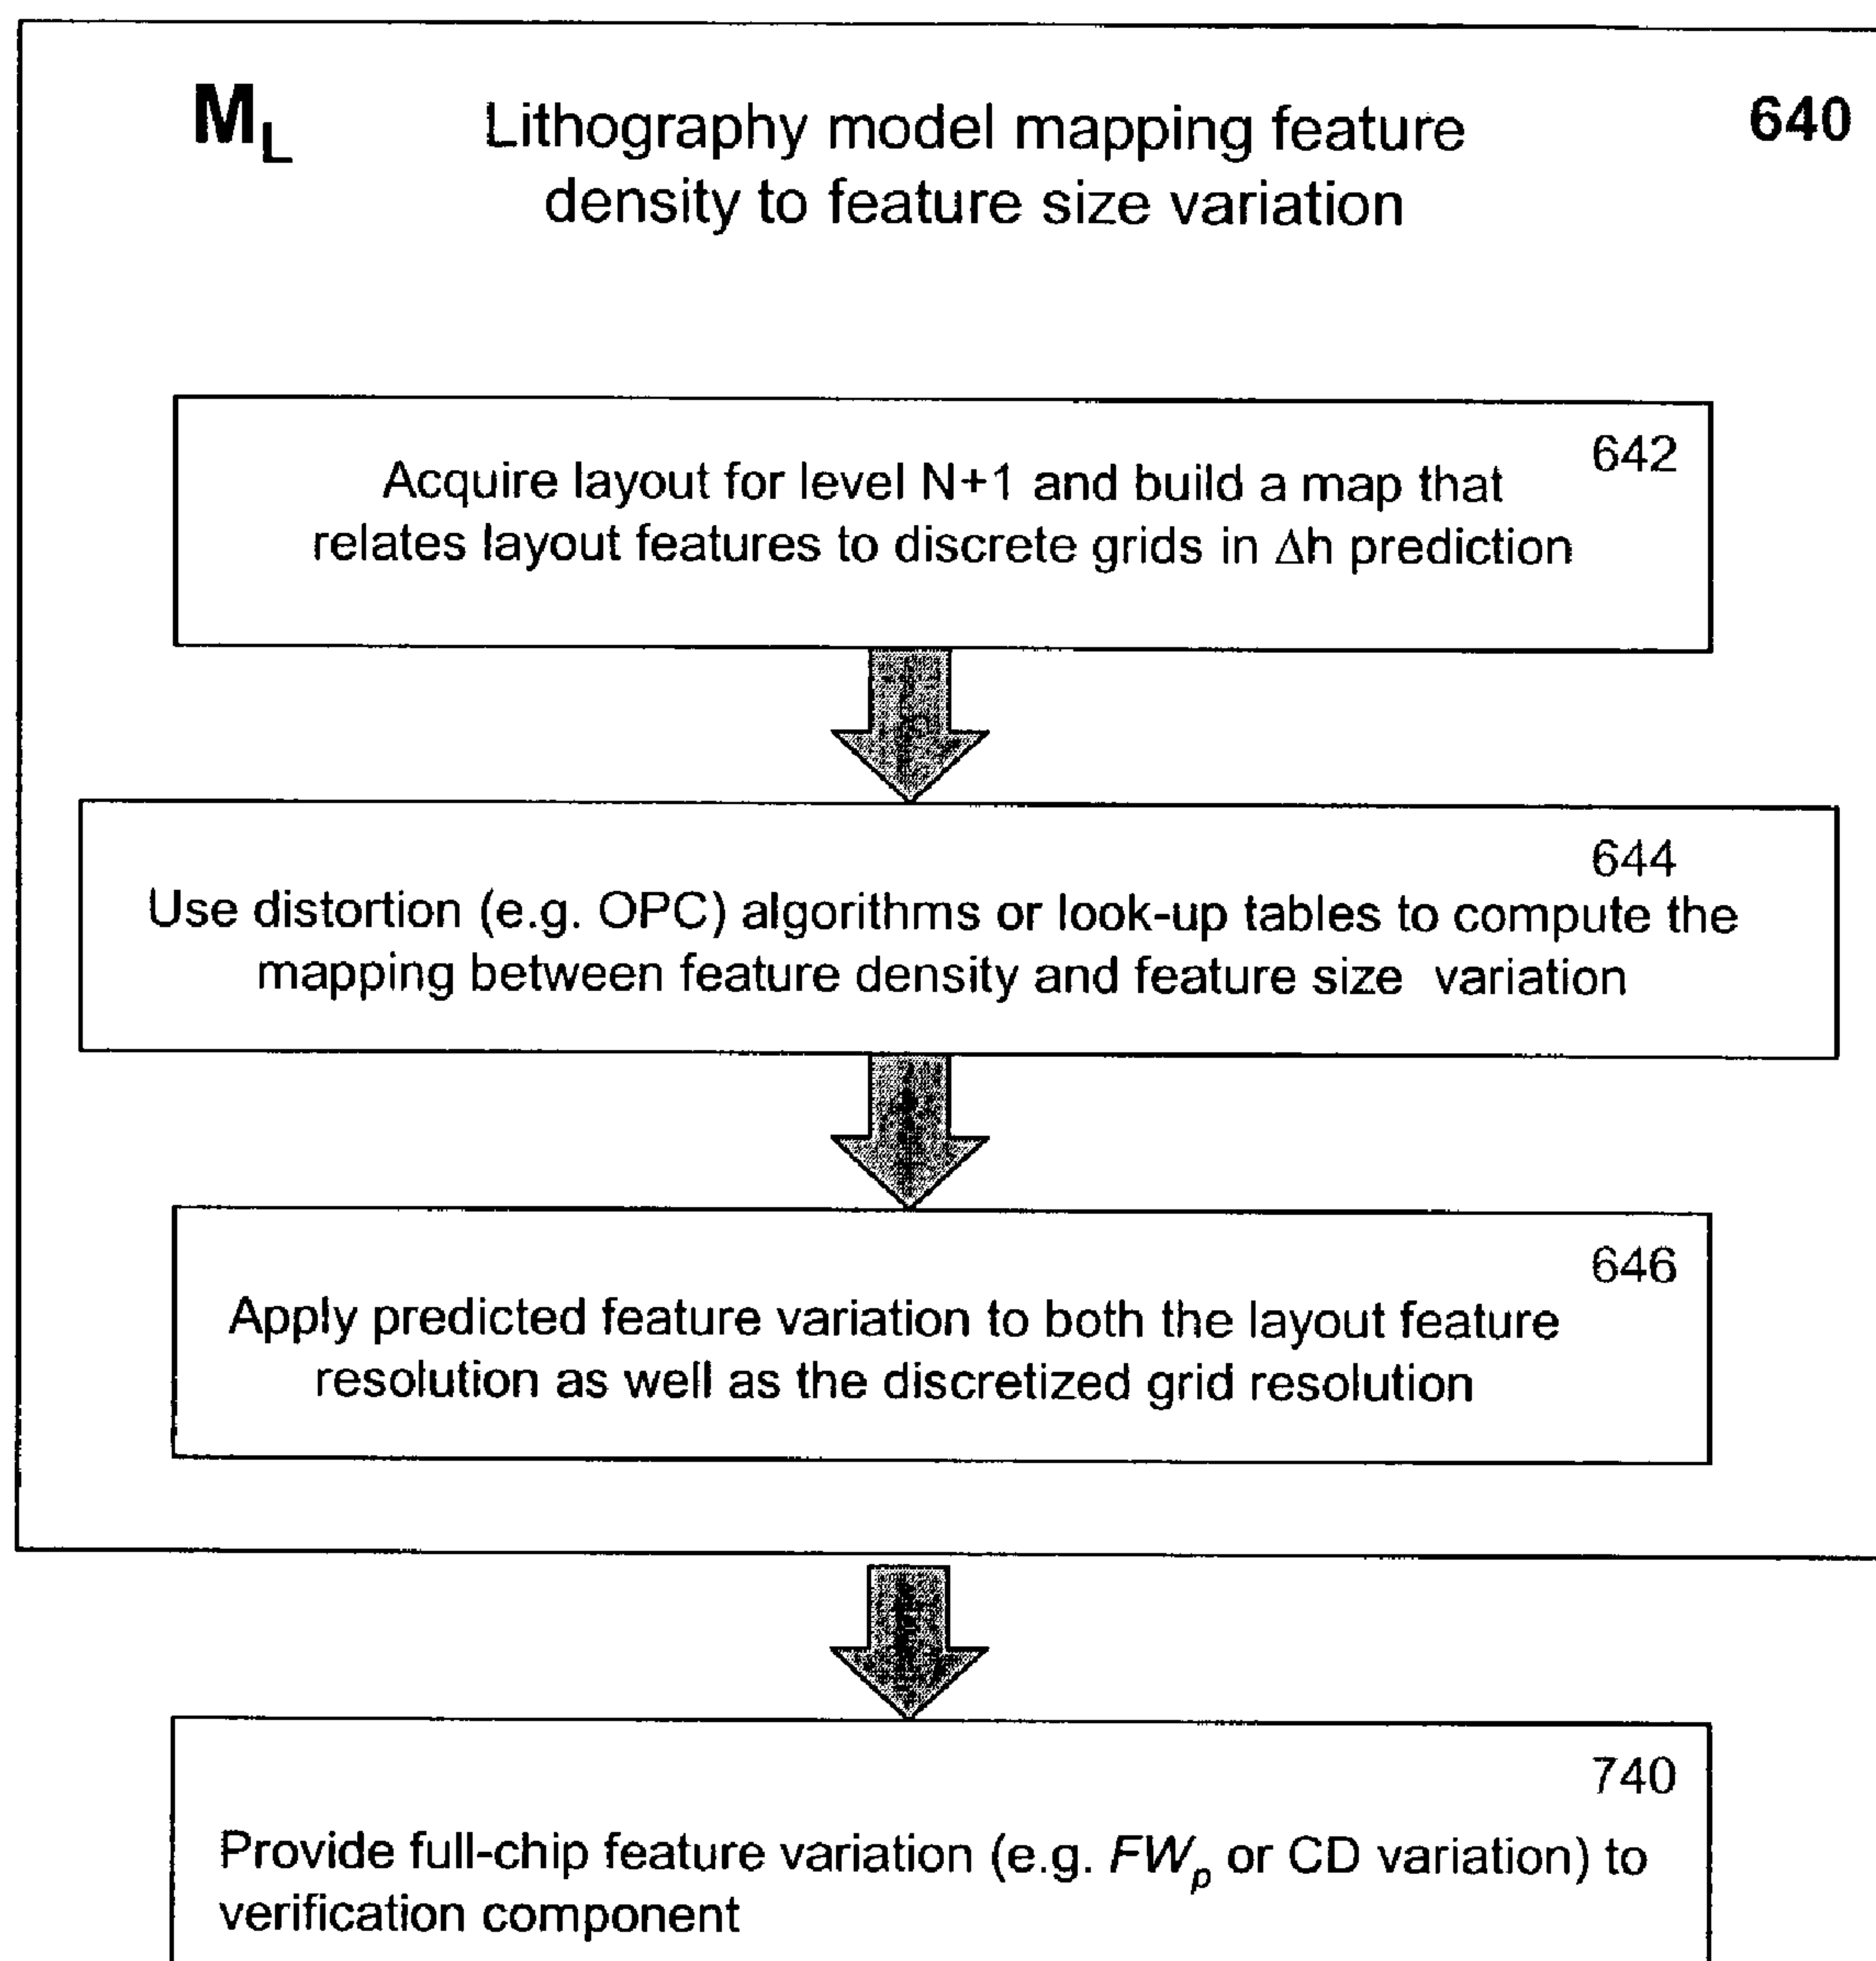 M_L Lithography model mapping feature 640
density to feature size variation
642
Acquire layout for level N+1 and build a map that
relates layout features to discrete grids in Δh prediction
644
Use distortion (e.g. OPC) algorithms or look-up tables to compute the
mapping between feature density and feature size variation
646
Apply predicted feature variation to both the layout feature
resolution as well as the discretized grid resolution
740
Provide full-chip feature variation (e.g. FW_p or CD variation) to
verification component